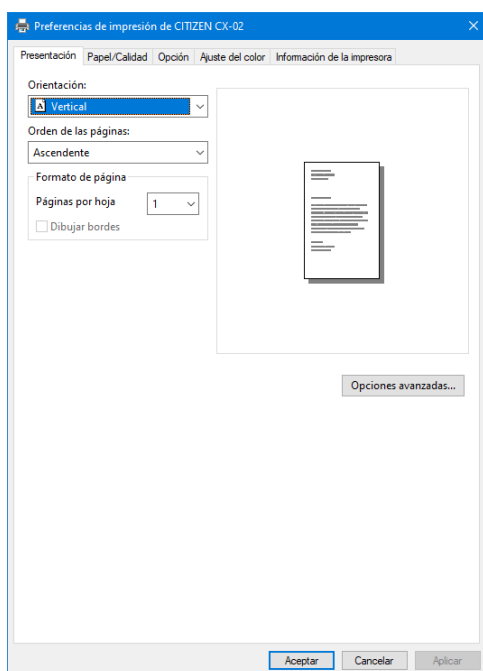 Preferencias de impresión de CITIZEN CX-02
Presentación Papel/Calidad Opción Ajuste del color Información de la impresora
Orientación:
A Vertical
Orden de las páginas:
Ascendente
Formato de página
Páginas por hoja 1
Dibujar bordes
Opciones avanzadas...
Aceptar Cancelar Aplicar